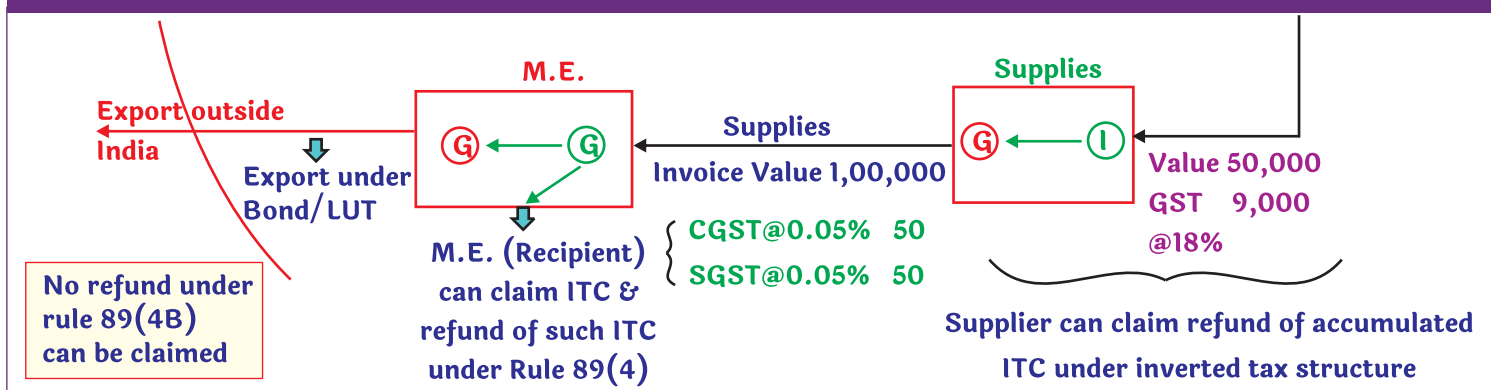 M.E.
Supplies
Export outside
India
G
G
Supplies
G
I
Invoice Value 1,00,000
Value 50,000
GST 9,000
@18%
Export under
Bond/LUT
CGST@0.05% 50
SGST@0.05% 50
M.E. (Recipient)
can claim ITC &
refund of such ITC
under Rule 89(4)
No refund under
rule 89(4B)
can be claimed
Supplier can claim refund of accumulated
ITC under inverted tax structure